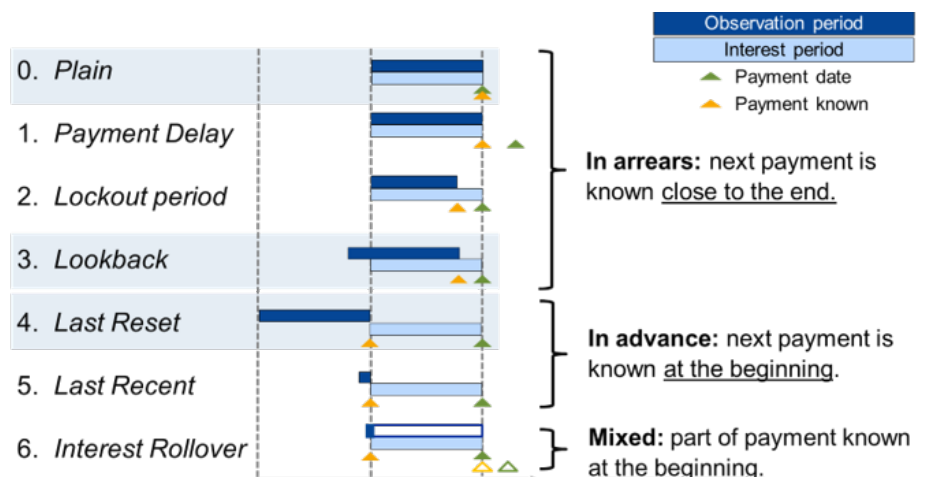 Observation period
Interest period
Payment date
Payment known
0. Plain
1. Payment Delay
2. Lockout period
3. Lookback
4. Last Reset
5. Last Recent
6. Interest Rollover
In arrears: next payment is
known close to the end.
In advance: next payment is
known at the beginning.
Mixed: part of payment known
at the beginning.